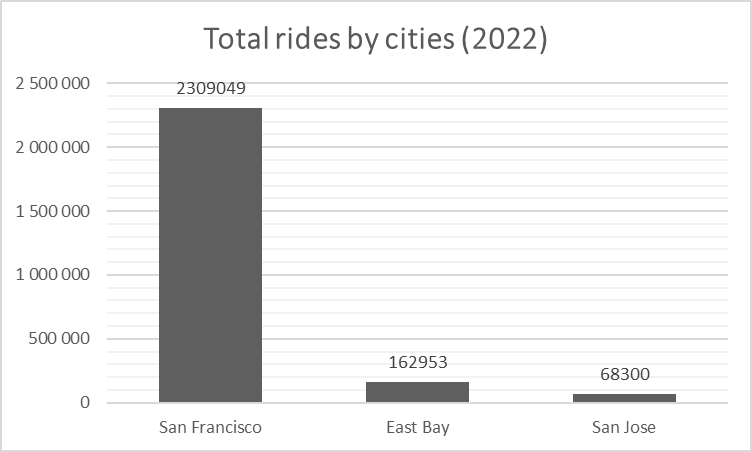 Total rides by cities (2022)
2 500 000
2309049
2 000 000
1 500 000
1 000 000
500 000
162953
68300
0
San Francisco East Bay San Jose